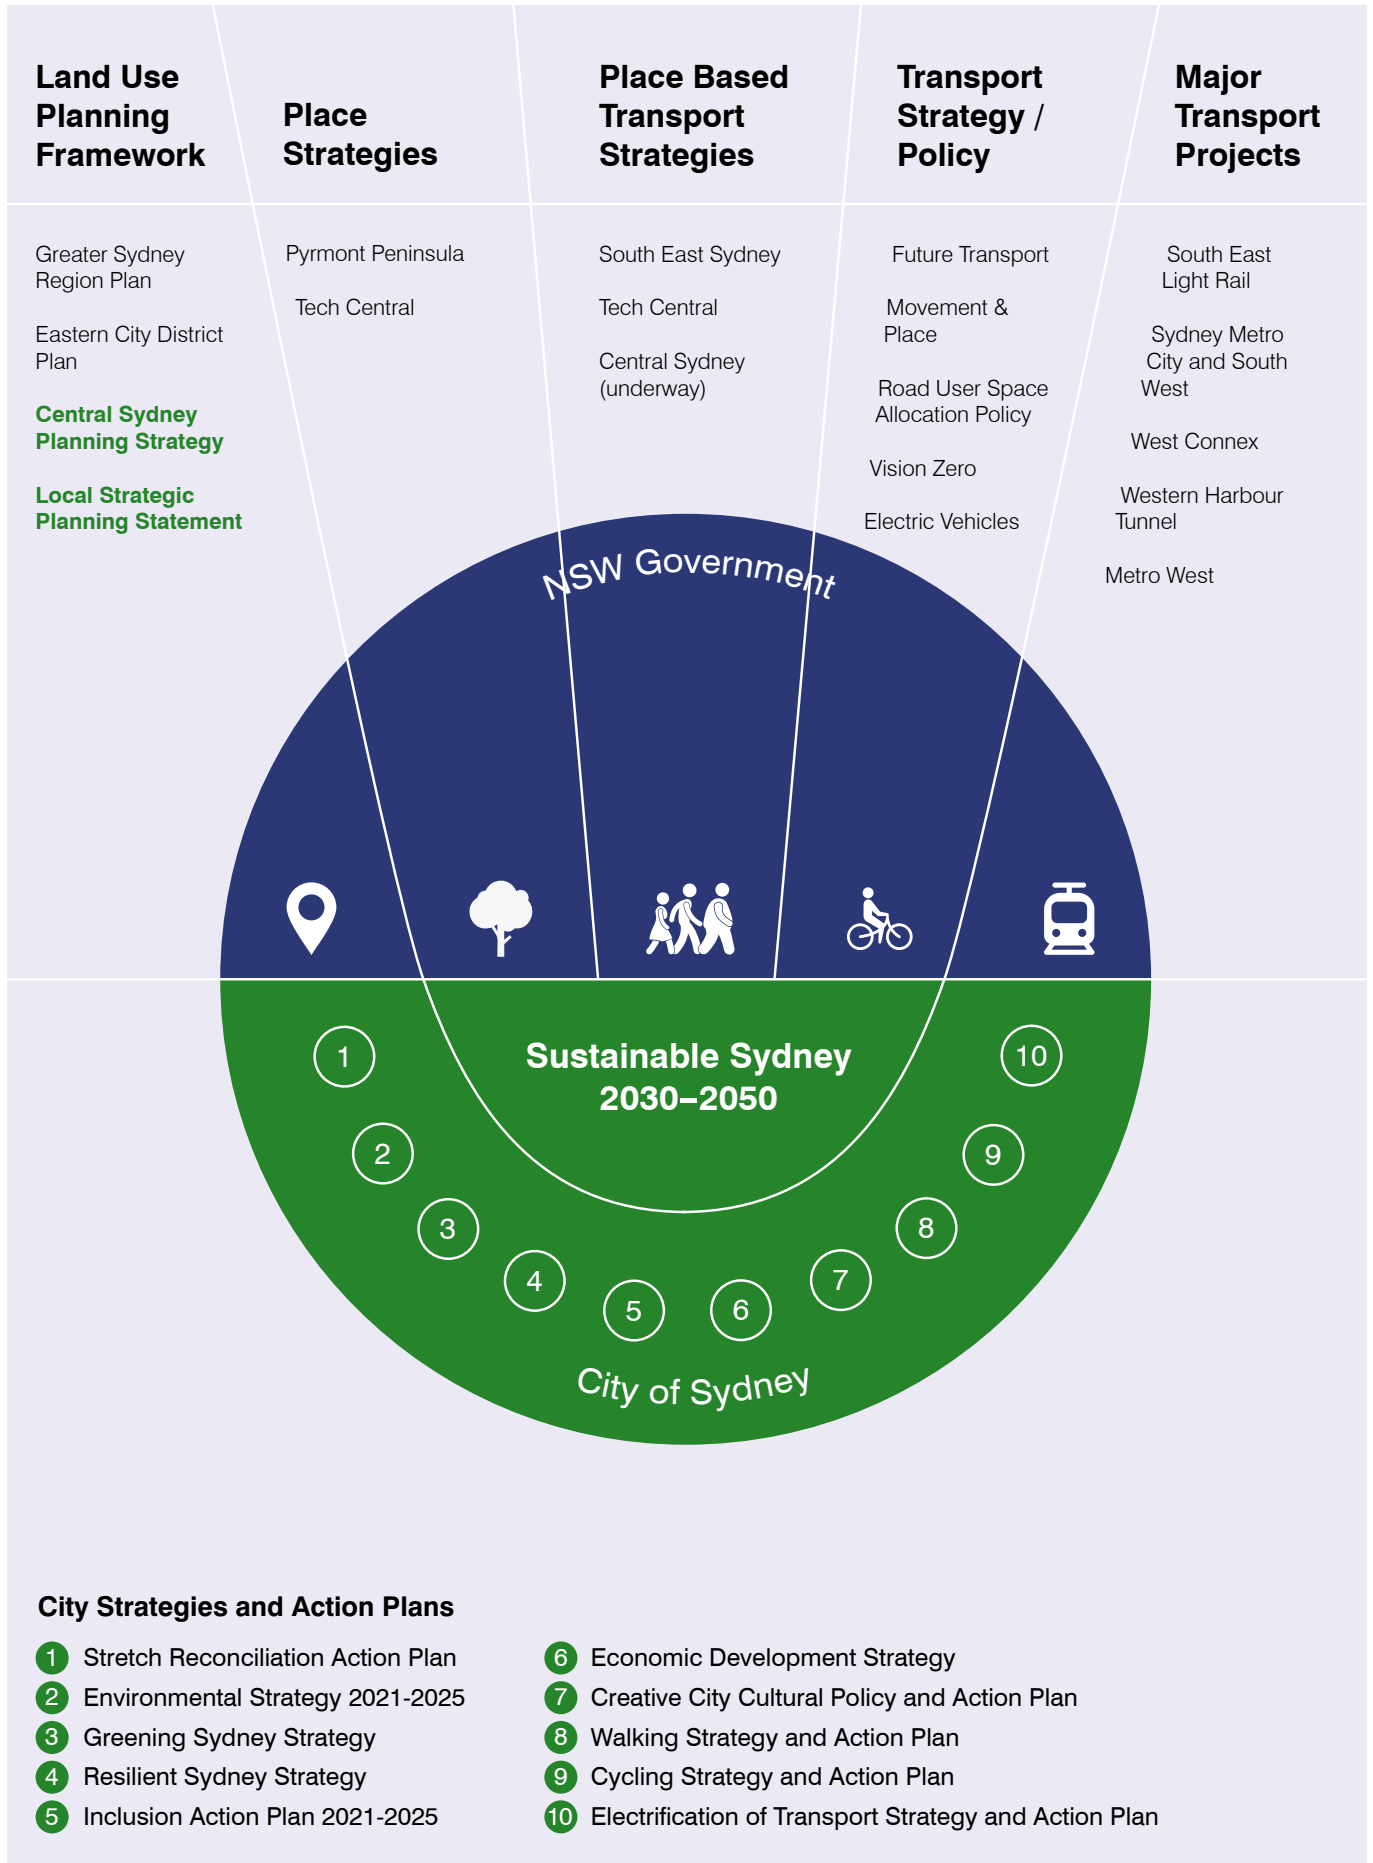 Land Use
Planning
Framework
Place
Strategies
Place Based
Transport
Strategies
Transport
Strategy /
Policy
Major
Transport
Projects
Greater Sydney
Region Plan
Eastern City District
Plan
Central Sydney
Planning Strategy
Local Strategic
Planning Statement
Pyrmont Peninsula
Tech Central
South East Sydney
Tech Central
Central Sydney
(underway)
Future Transport
Movement &
Place
Road User Space
Allocation Policy
Vision Zero
Electric Vehicles
South East
Light Rail
Sydney Metro
City and South
West
West Connex
Western Harbour
Tunnel
Metro West
NSW Government
Sustainable Sydney
2030–2050
1
2
3
4
5
6
7
8
9
10
City of Sydney
City Strategies and Action Plans
1 Stretch Reconciliation Action Plan
2 Environmental Strategy 2021-2025
3 Greening Sydney Strategy
4 Resilient Sydney Strategy
5 Inclusion Action Plan 2021-2025
6 Economic Development Strategy
7 Creative City Cultural Policy and Action Plan
8 Walking Strategy and Action Plan
9 Cycling Strategy and Action Plan
10 Electrification of Transport Strategy and Action Plan